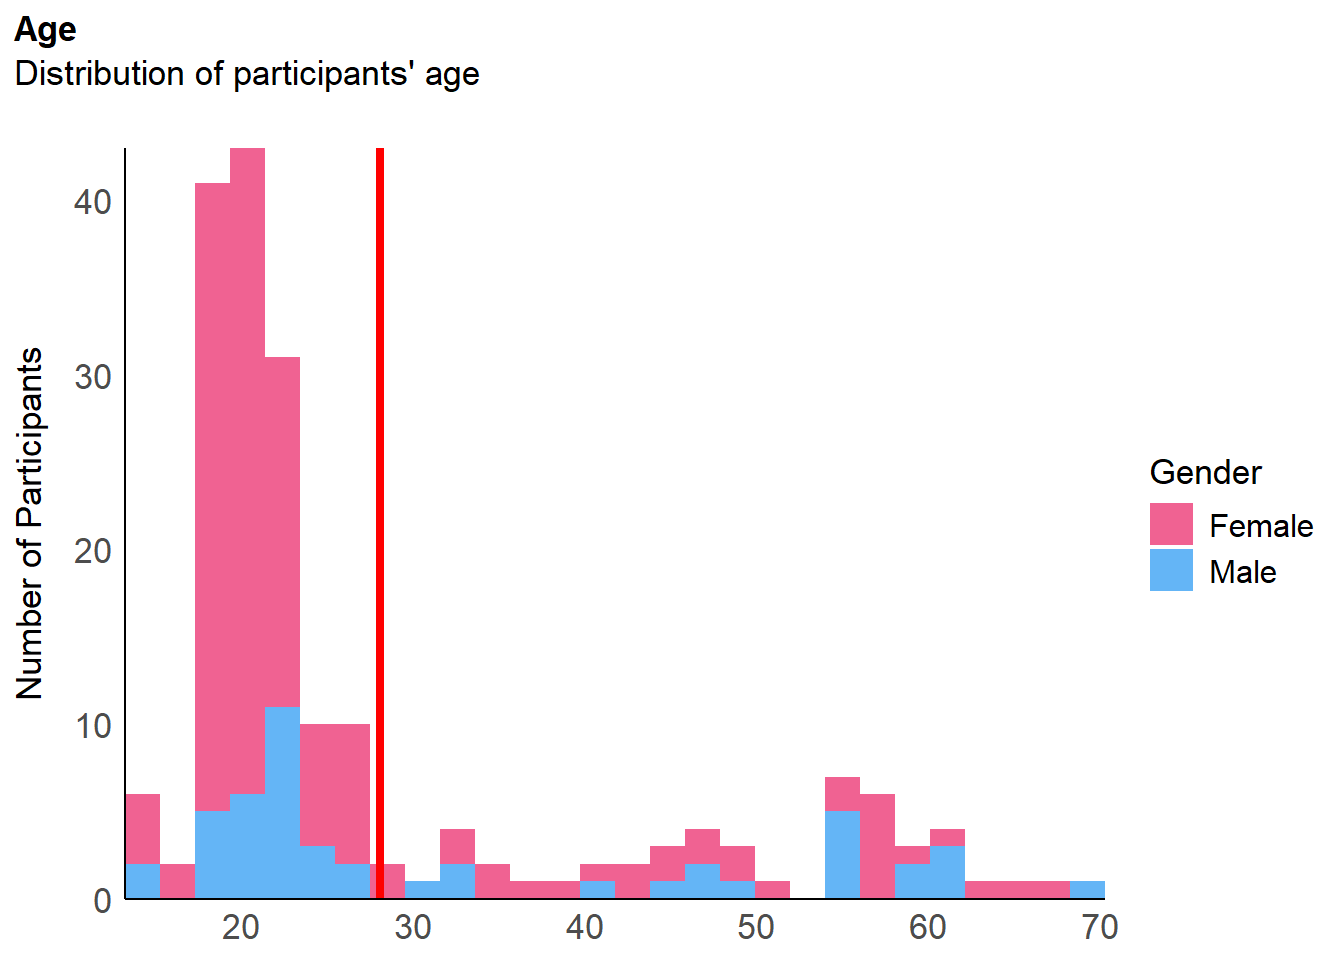 Age
Distribution of participants' age
Number of Participants
40
30
20
10
0
20
30
40
50
60
70
Gender
Female
Male